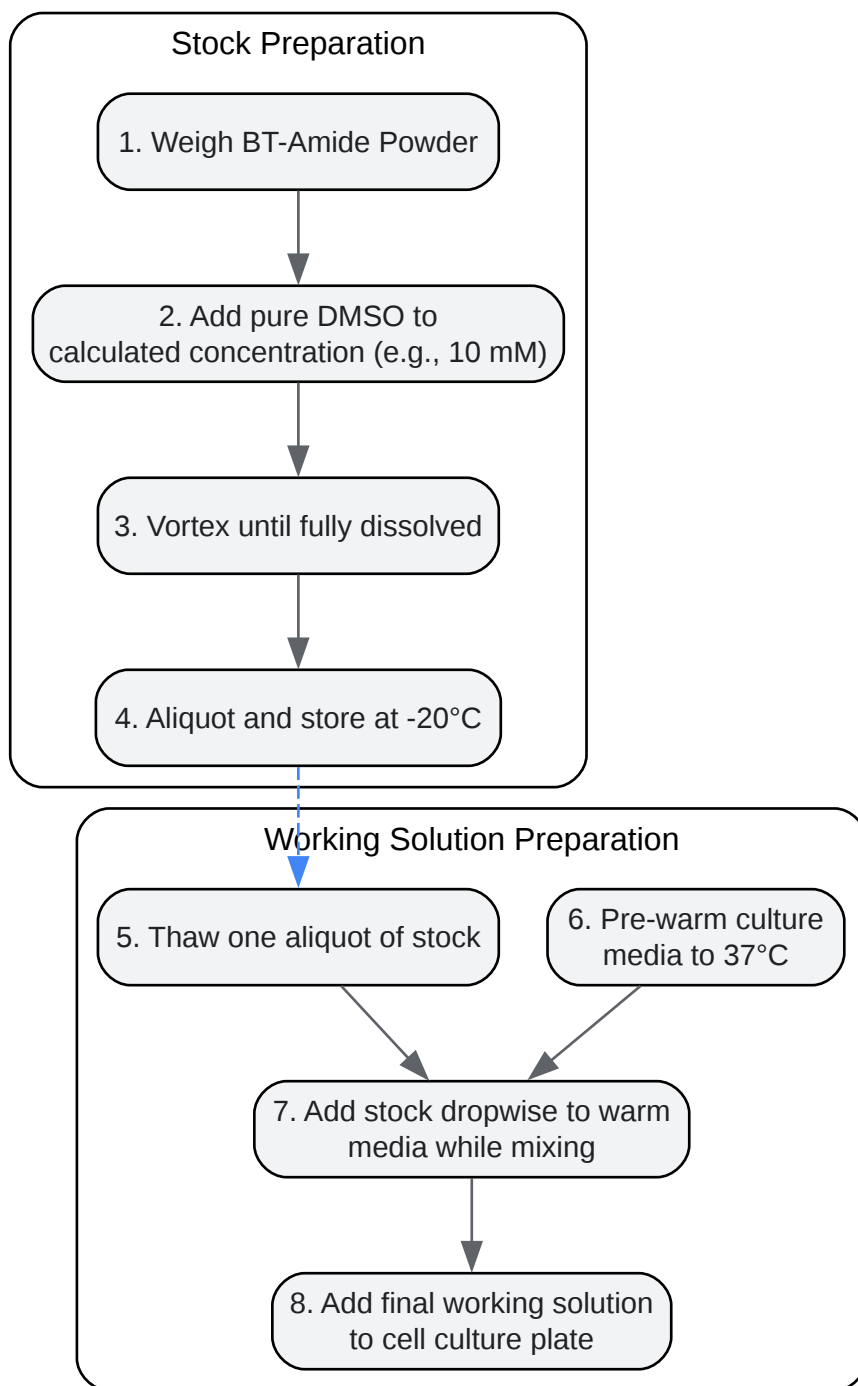 Stock Preparation
1. Weigh BT-Amide Powder
2. Add pure DMSO to
calculated concentration (e.g., 10 mM)
3. Vortex until fully dissolved
4. Aliquot and store at -20°C
Working Solution Preparation
5. Thaw one aliquot of stock
6. Pre-warm culture
media to 37°C
7. Add stock dropwise to warm
media while mixing
8. Add final working solution
to cell culture plate